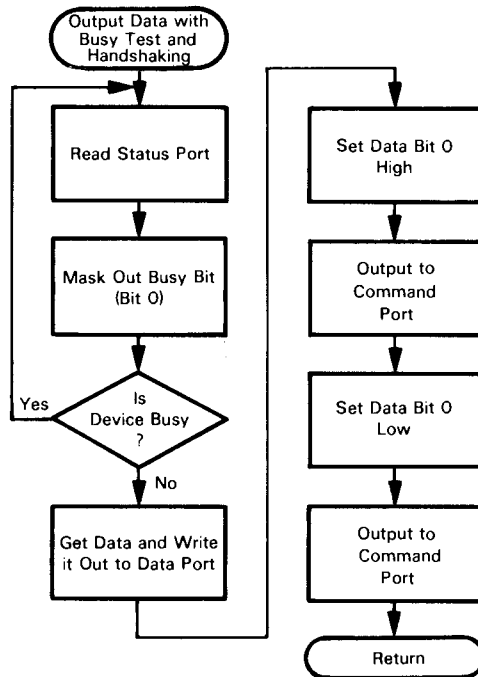 Output Data with
Busy Test and
Handshaking
Read Status Port
Mask Out Busy Bit
(Bit 0)
Is
Device Busy
?
Yes
No
Get Data and Write
it Out to Data Port
Set Data Bit 0
High
Output to
Command
Port
Set Data Bit 0
Low
Output to
Command
Port
Return